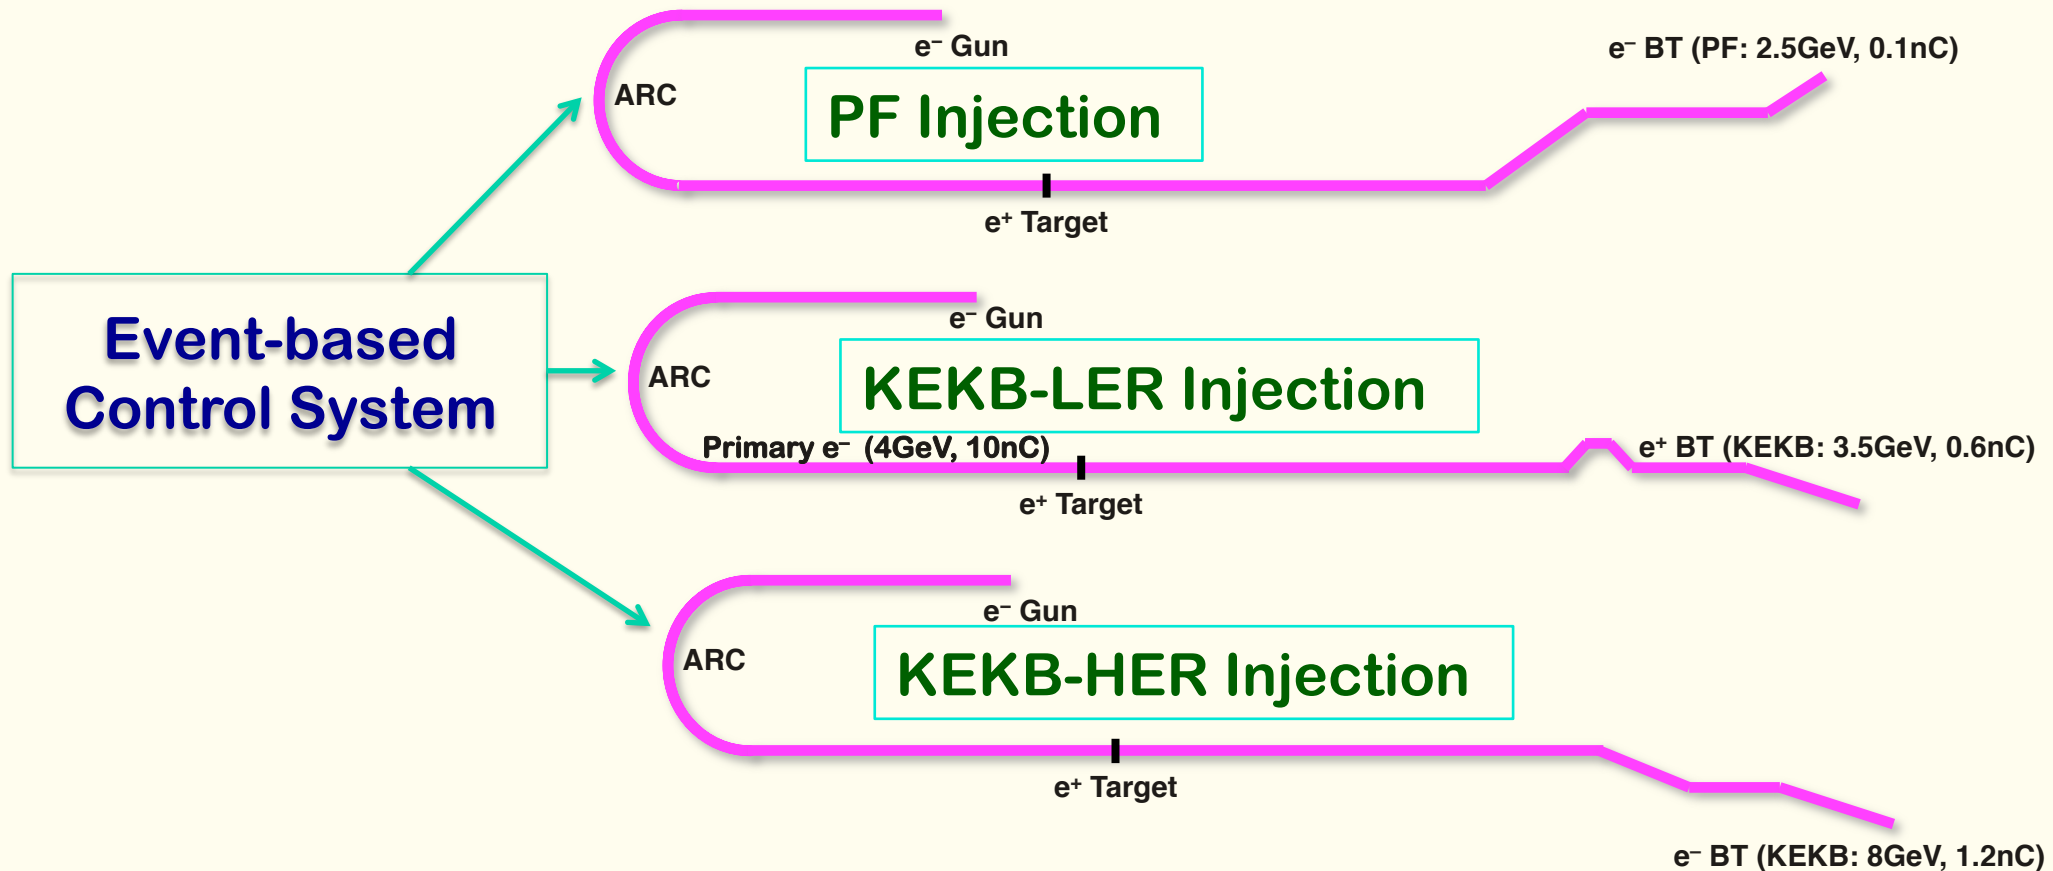 e⁻ Gun
e⁻ BT (PF: 2.5GeV, 0.1nC)
ARC
PF Injection
e⁺ Target
Event-based
Control System
e⁻ Gun
ARC
KEKB-LER Injection
Primary e⁻ (4GeV, 10nC)
e⁺ BT (KEKB: 3.5GeV, 0.6nC)
e⁺ Target
e⁻ Gun
ARC
KEKB-HER Injection
e⁺ Target
e⁻ BT (KEKB: 8GeV, 1.2nC)